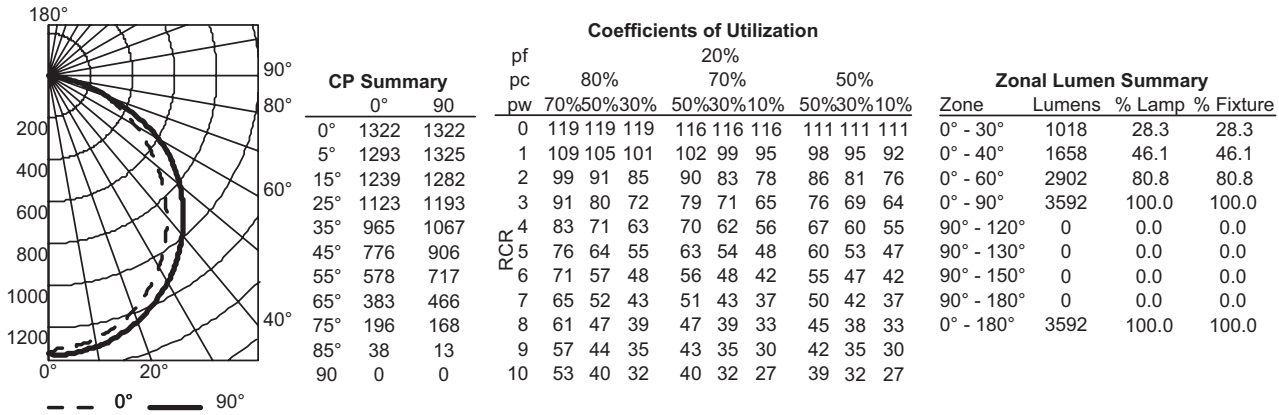 180°
90°
80°
60°
40°
200
400
600
800
1000
1200
0° 20°
0° 90°
CP Summary
0° 90
0° 1322 1322
5° 1293 1325
15° 1239 1282
25° 1123 1193
35° 965 1067
45° 776 906
55° 578 717
65° 383 466
75° 196 168
85° 38 13
90 0 0
Coefficients of Utilization
pf 20%
pc 80% 70% 50%
pw 70%50%30% 50%30%10% 50%30%10%
RCR
0 119 119 119 116 116 116 111 111 111
1 109 105 101 102 99 95 98 95 92
2 99 91 85 90 83 78 86 81 76
3 91 80 72 79 71 65 76 69 64
4 83 71 63 70 62 56 67 60 55
5 76 64 55 63 54 48 60 53 47
6 71 57 48 56 48 42 55 47 42
7 65 52 43 51 43 37 50 42 37
8 61 47 39 47 39 33 45 38 33
9 57 44 35 43 35 30 42 35 30
10 53 40 32 40 32 27 39 32 27
Zonal Lumen Summary
Zone Lumens % Lamp % Fixture
0° - 30° 1018 28.3 28.3
0° - 40° 1658 46.1 46.1
0° - 60° 2902 80.8 80.8
0° - 90° 3592 100.0 100.0
90° - 120° 0 0.0 0.0
90° - 130° 0 0.0 0.0
90° - 150° 0 0.0 0.0
90° - 180° 0 0.0 0.0
0° - 180° 3592 100.0 100.0